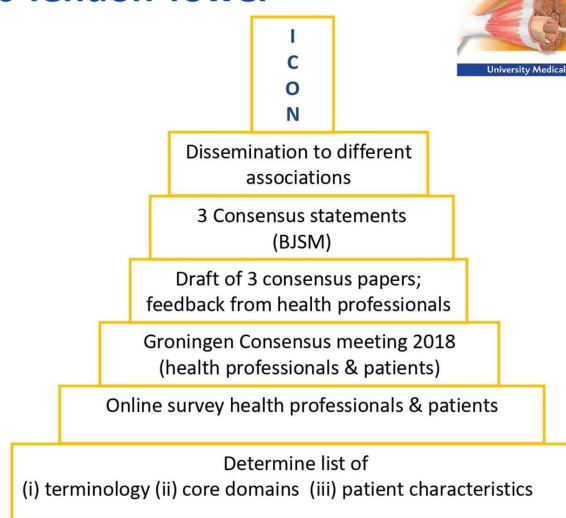 Tendon Tower
University Medical
I
C
O
N
Dissemination to different
associations
3 Consensus statements
(BJSM)
Draft of 3 consensus papers;
feedback from health professionals
Groningen Consensus meeting 2018
(health professionals & patients)
Online survey health professionals & patients
Determine list of
(i) terminology (ii) core domains (iii) patient characteristics